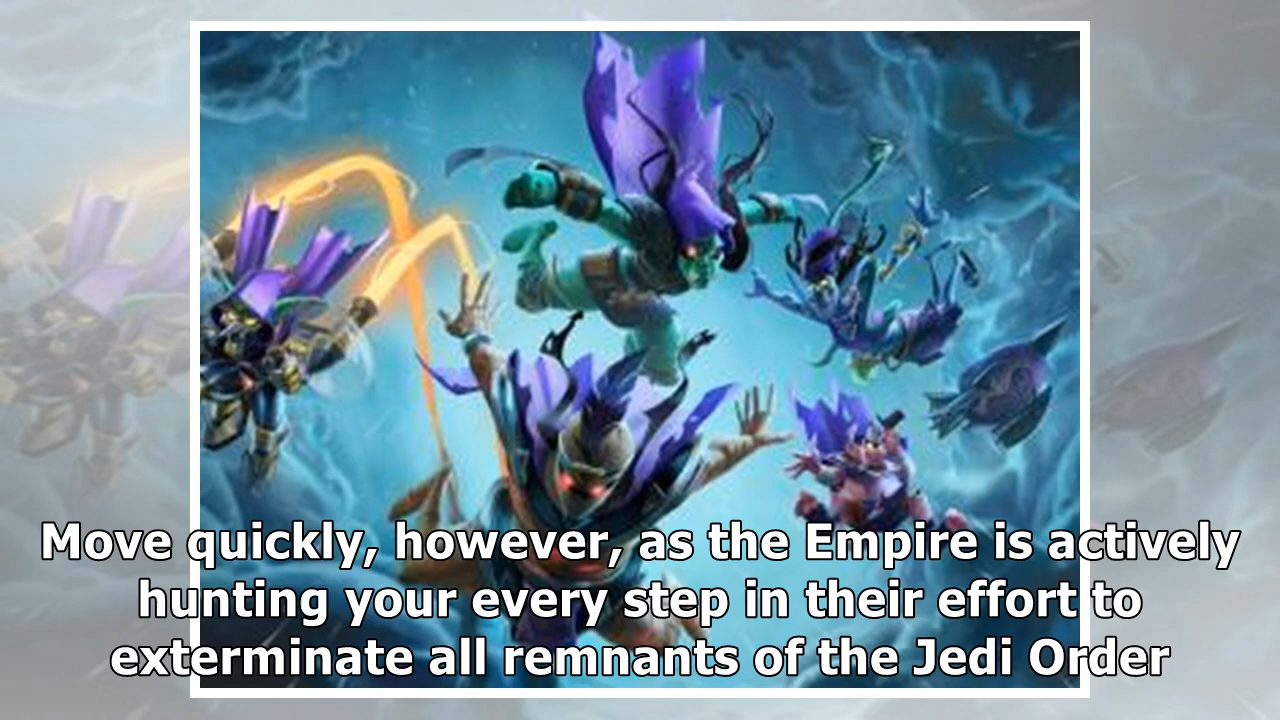 Move quickly, however, as the Empire is actively
hunting your every step in their effort to
exterminate all remnants of the Jedi Order